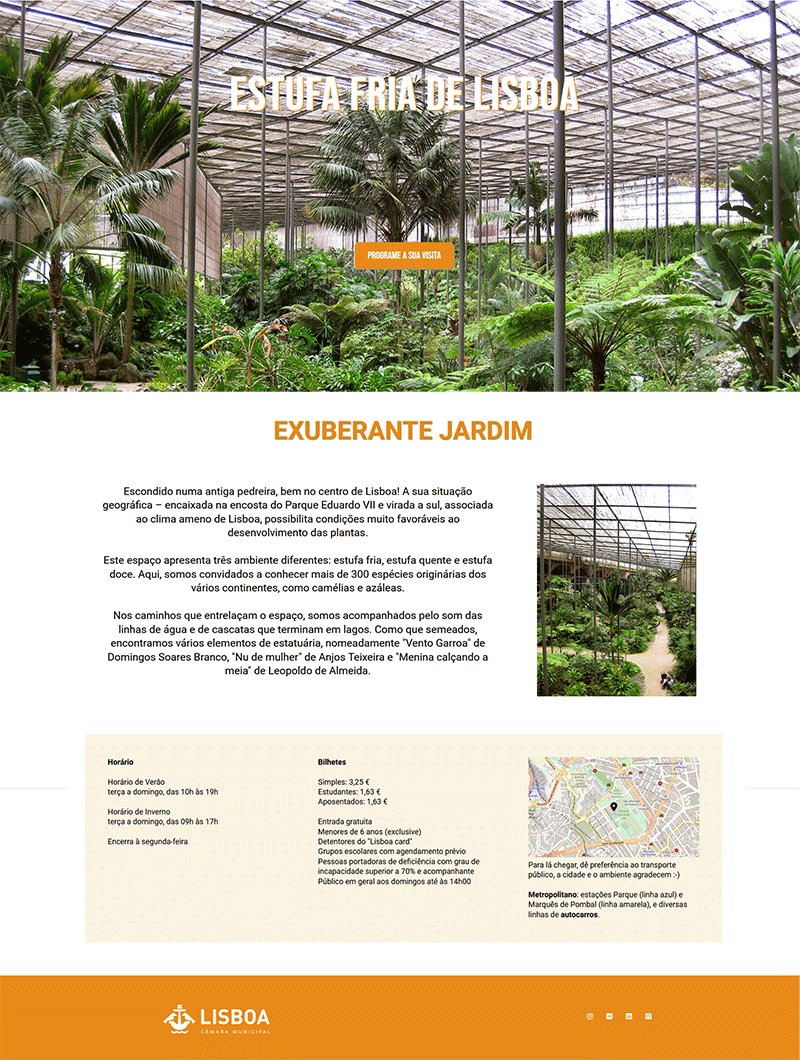 ESTUFA FRIA DE LISBOA
PROGRAME A SUA VISITA
EXUBERANTE JARDIM
Escondido numa antiga pedreira, bem no centro de Lisboa! A sua situação
geográfica – encaixada na encosta do Parque Eduardo VII e virada a sul, associada
ao clima ameno de Lisboa, possibilita condições muito favoráveis ao
desenvolvimento das plantas.
Este espaço apresenta três ambiente diferentes: estufa fria, estufa quente e estufa
doce. Aqui, somos convidados a conhecer mais de 300 espécies originárias dos
vários continentes, como camélias e azáleas.
Nos caminhos que entrelaçam o espaço, somos acompanhados pelo som das
linhas de água e de cascatas que terminam em lagos. Como que semeados,
encontramos vários elementos de estatuária, nomeadamente "Vento Garroa" de
Domingos Soares Branco, "Nu de mulher" de Anjos Teixeira e "Menina calçando a
meia" de Leopoldo de Almeida.
Horário
Horário de Verão
terça a domingo, das 10h às 19h
Horário de Inverno
terça a domingo, das 09h às 17h
Encerra à segunda-feira
Bilhetes
Simples: 3,25 €
Estudantes: 1,63 €
Aposentados: 1,63 €
Entrada gratuita
Menores de 6 anos (exclusive)
Detentores do "Lisboa card"
Grupos escolares com agendamento prévio
Pessoas portadoras de deficiência com grau de
incapacidade superior a 70% e acompanhante
Público em geral aos domingos até às 14h00
Para lá chegar, dê preferência ao transporte
público, a cidade e o ambiente agradecem :-)
Metropolitano: estações Parque (linha azul) e
Marquês de Pombal (linha amarela), e diversas
linhas de autocarros.
LISBOA
CÂMARA MUNICIPAL